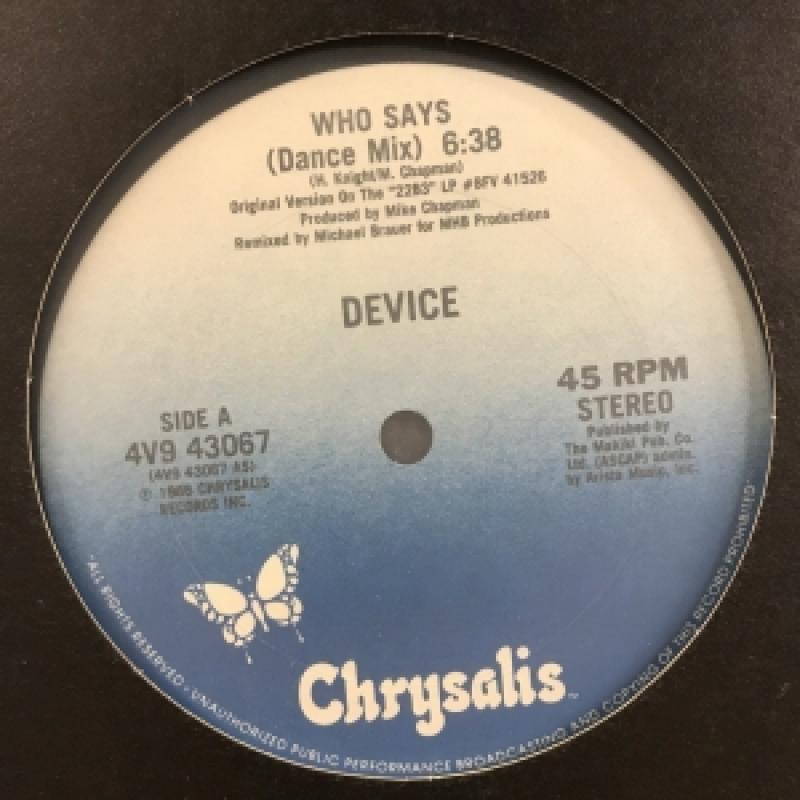 WHO SAYS
(Dance Mix) 6:38
(H. Knight/M. Chapman)
Original Version On The "22B3" LP #BFV 41526
Produced by Mike Chapman
Remixed by Michael Brauer for MHB Productions
DEVICE
SIDE A
4V9 43067
(4V9 43067 AS)
℗ 1986 CHRYSALIS
RECORDS INC.
45 RPM
STEREO
Published by
The Makiki Pub. Co.
Ltd. (ASCAP) admin.
by Arista Music, Inc.
Chrysalis™
"ALL RIGHTS RESERVED - UNAUTHORIZED PUBLIC PERFORMANCE BROADCASTING AND COPYING OF THIS RECORD PROHIBITED"